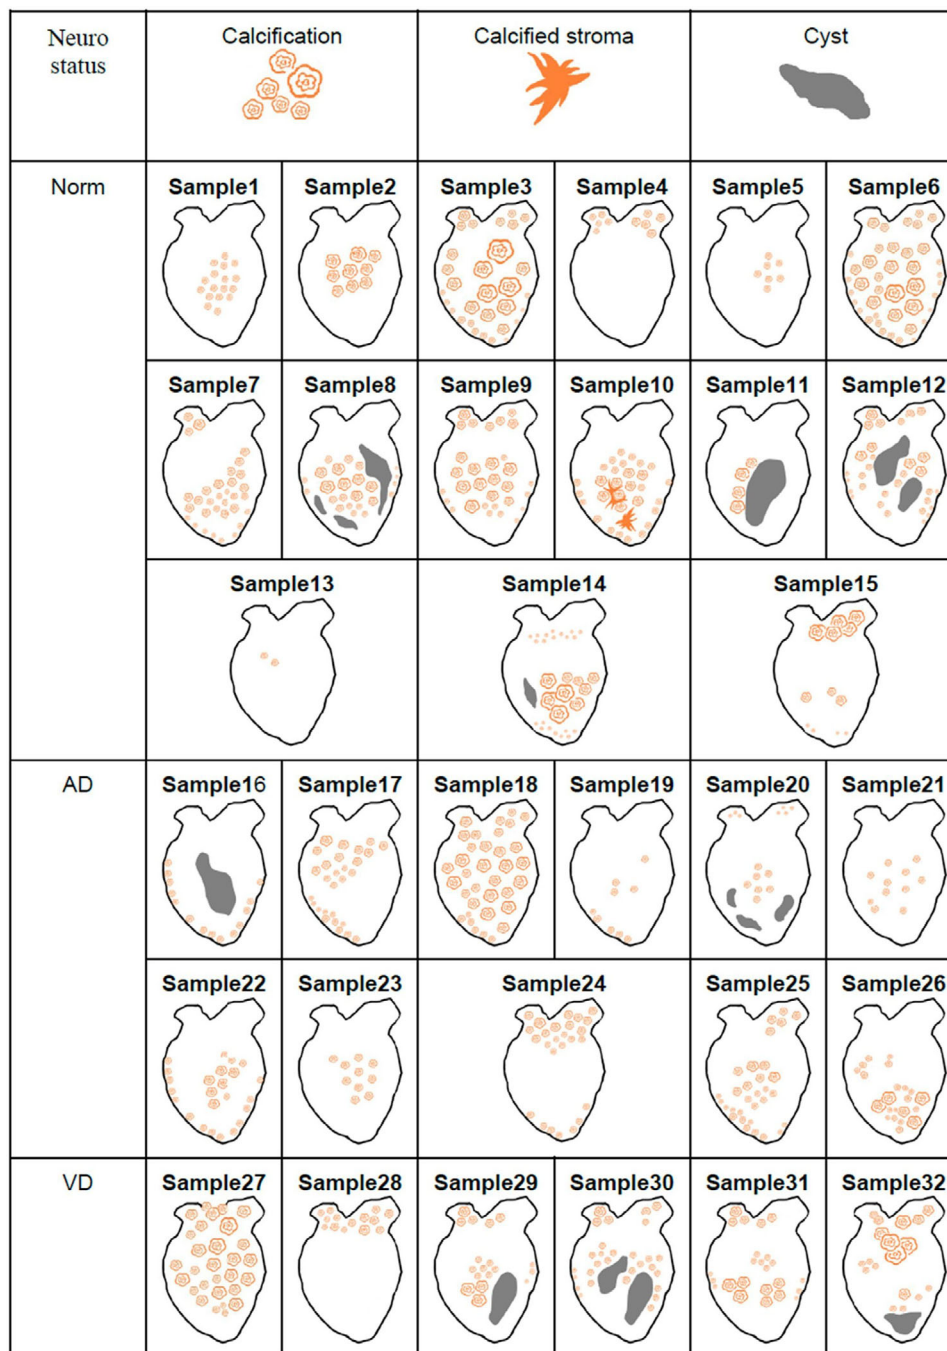 Neuro
status
Calcification
Calcified stroma
Cyst
Norm
Sample1
Sample2
Sample3
Sample4
Sample5
Sample6
Sample7
Sample8
Sample9
Sample10
Sample11
Sample12
Sample13
Sample14
Sample15
AD
Sample16
Sample17
Sample18
Sample19
Sample20
Sample21
Sample22
Sample23
Sample24
Sample25
Sample26
VD
Sample27
Sample28
Sample29
Sample30
Sample31
Sample32